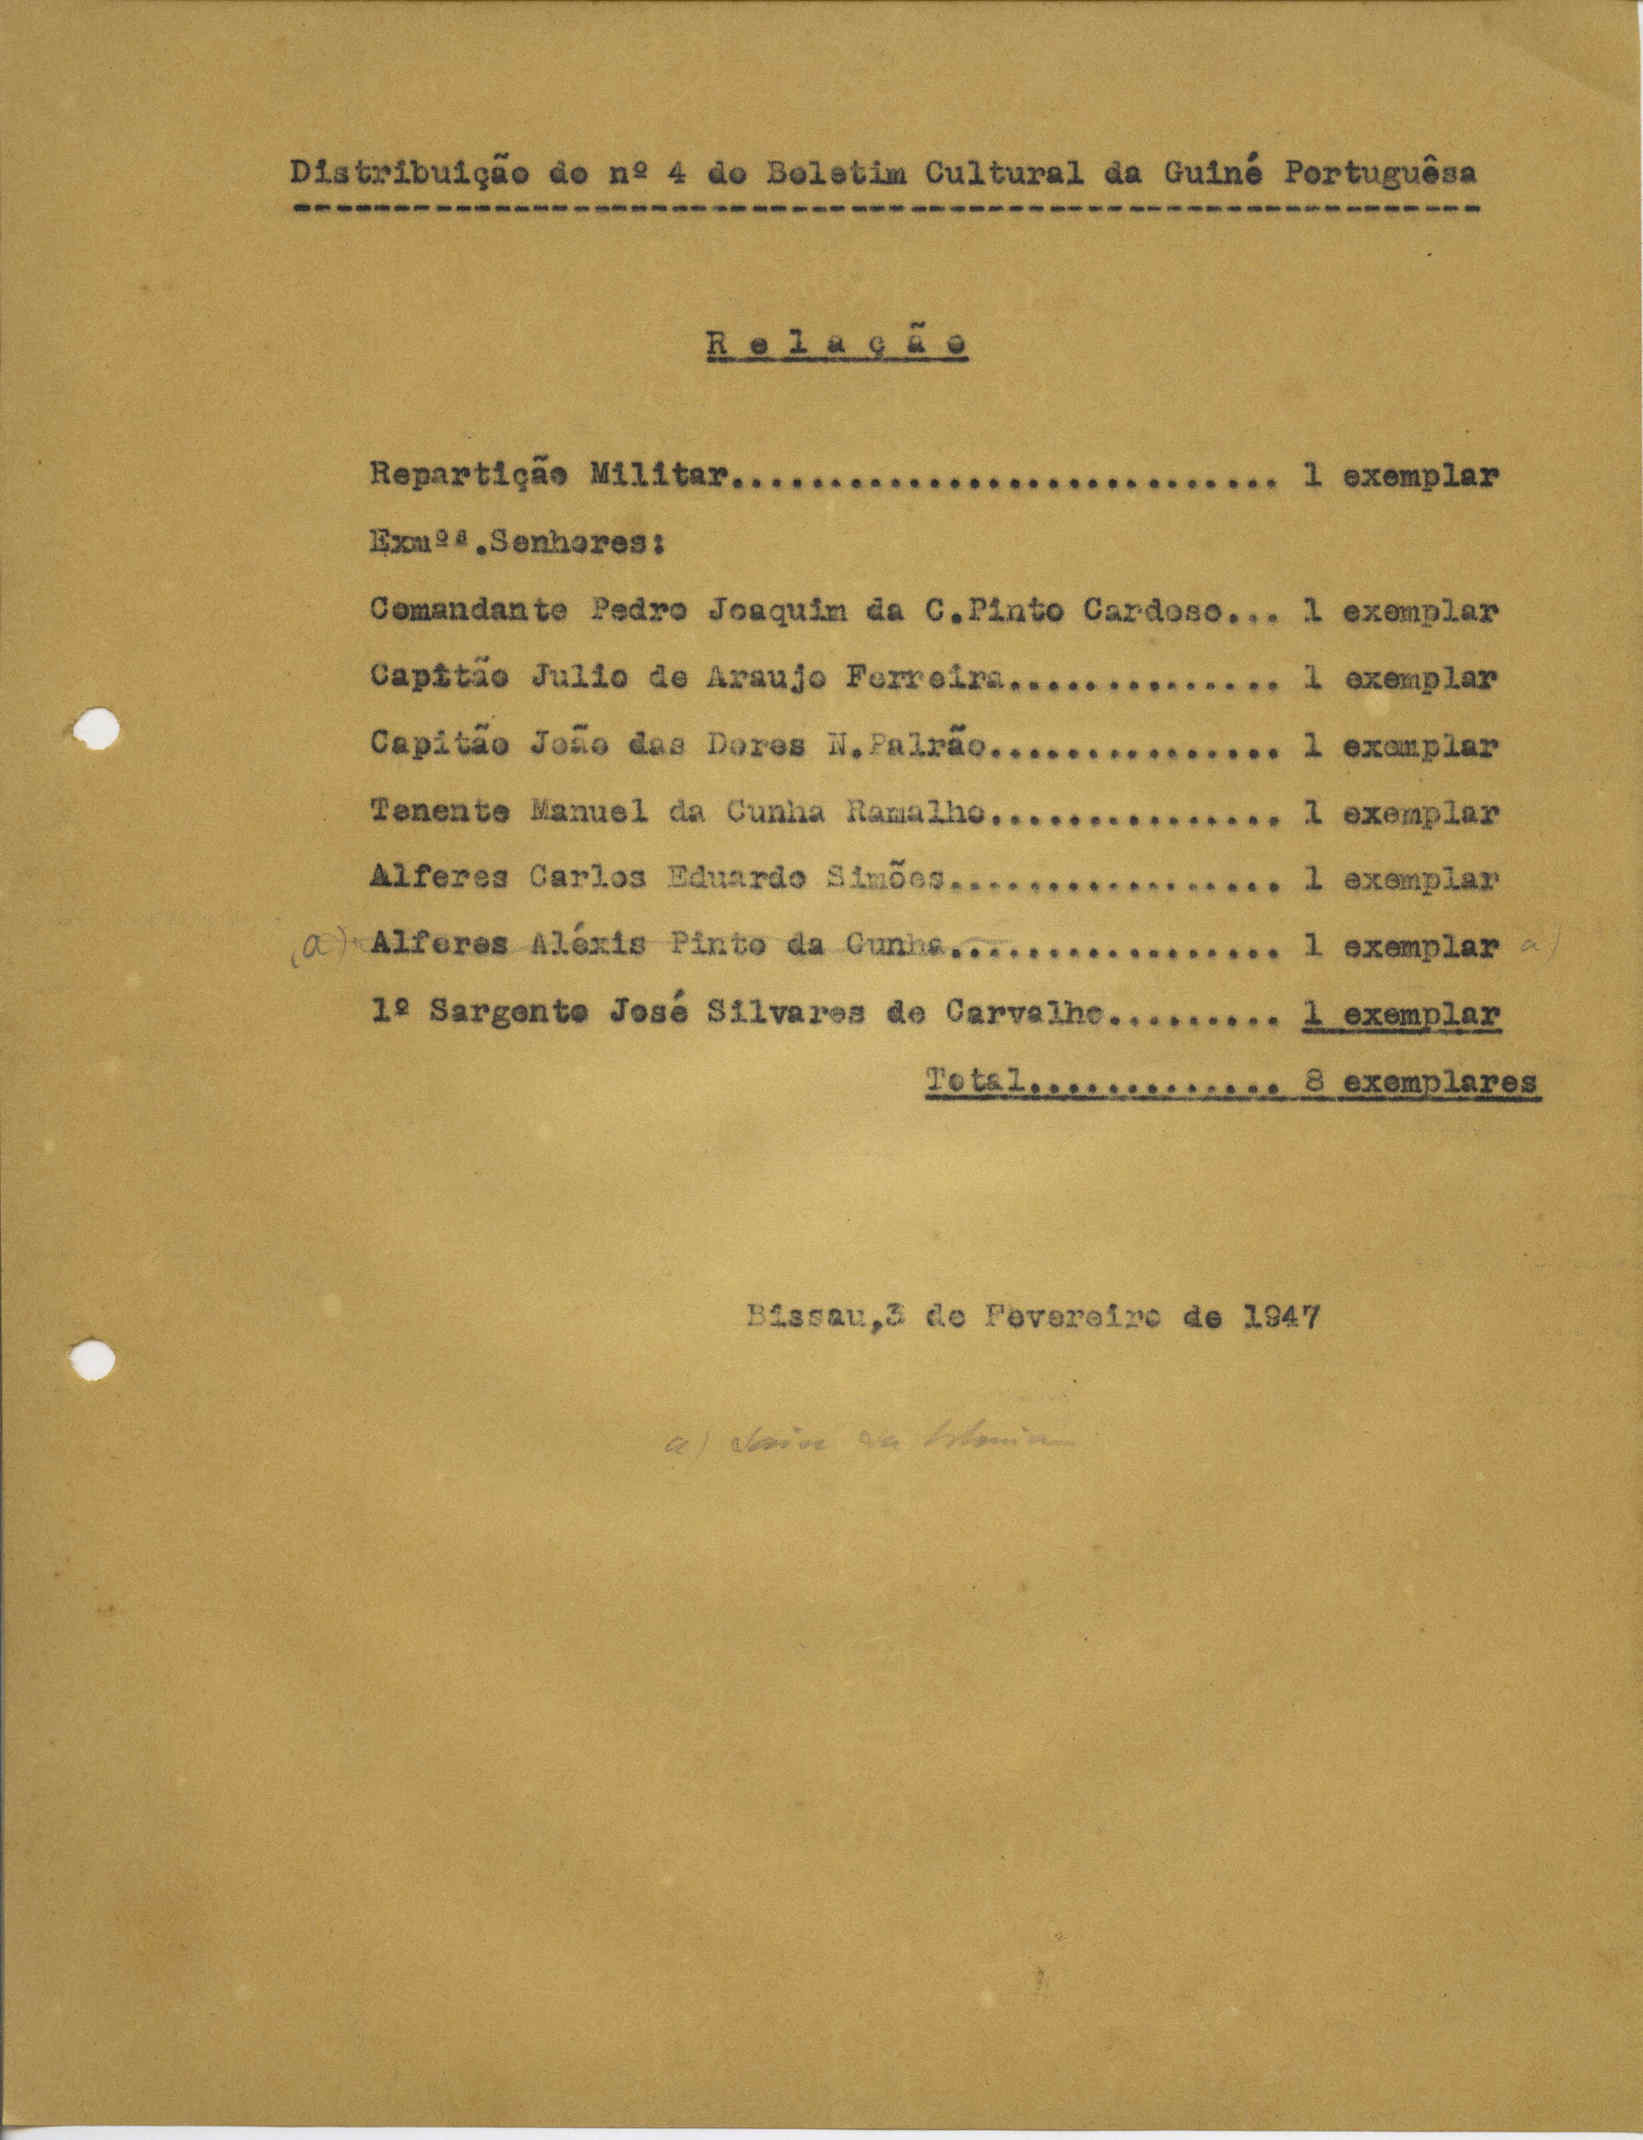 Distribuição do nº 4 do Boletim Cultural da Guiné Portuguêsa
R e l a ç ã o
Repartição Militar............................ 1 exemplar
Exmºs.Senhores:
Comandante Pedro Joaquim da C.Pinto Cardoso... 1 exemplar
Capitão Julio de Araujo Ferreira.............. 1 exemplar
Capitão João das Dores N.Palrão............... 1 exemplar
Tenente Manuel da Cunha Ramalho............... 1 exemplar
Alferes Carlos Eduardo Simões................. 1 exemplar
(a) Alferes Aléxis Pinto da Cunha................. 1 exemplar a)
1º Sargento José Silvares de Carvalho......... 1 exemplar
Total............. 8 exemplares
Bissau,3 de Fevereiro de 1947
a) da Colonia